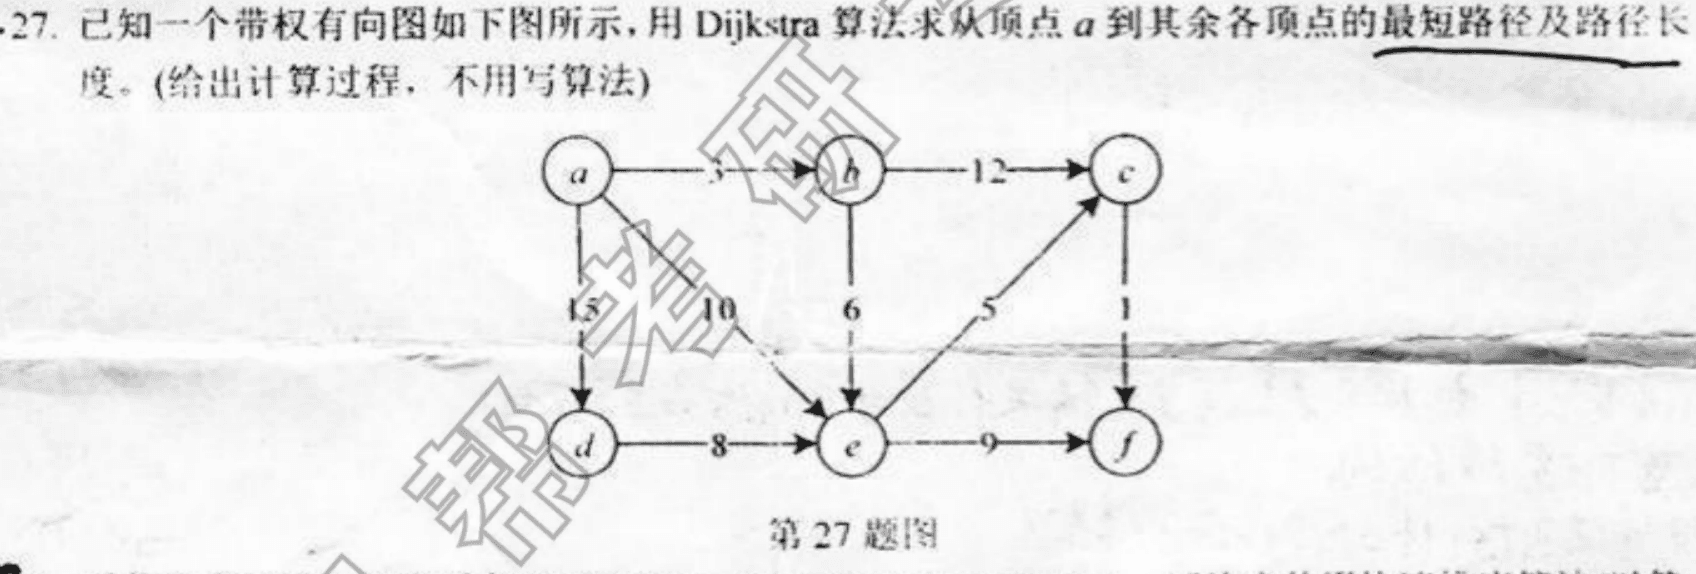 27. 已知一个带权有向图如下图所示，用 Dijkstra 算法求从顶点 a 到其余各顶点的最短路径及路径长
度。(给出计算过程，不用写算法)
a 3 b 12 c
15 10 6 5 1
d 8 e 9 f
第 27 题图
帮考研